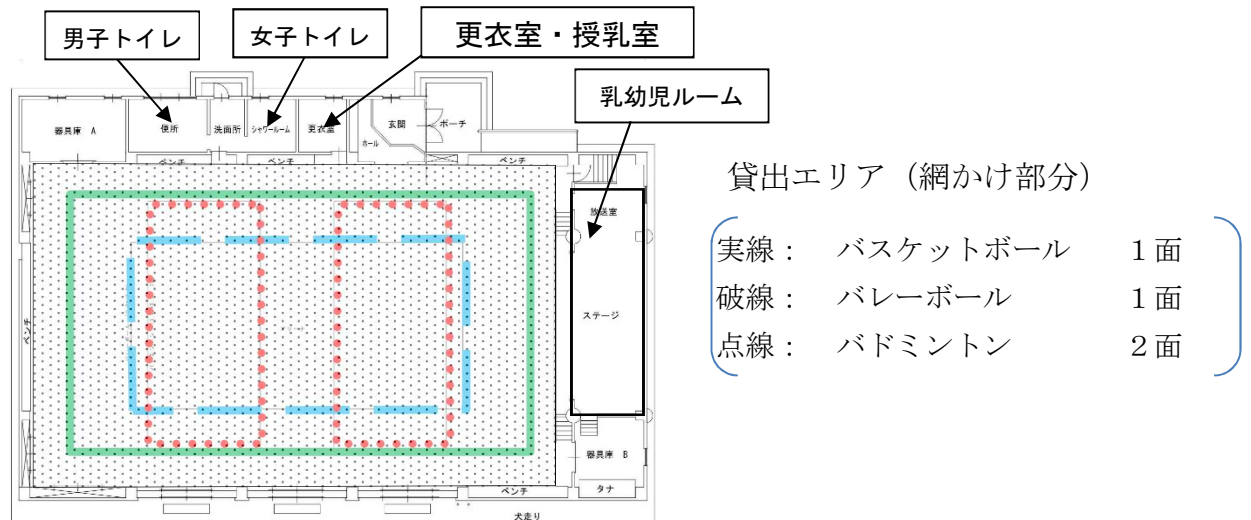 男子トイレ
女子トイレ
更衣室・授乳室
乳幼児ルーム
器具庫 A
便所
洗面所
シャワールーム
更衣室
玄関
ポーチ
ホール
ベンチ
ベンチ
ベンチ
放送室
ステージ
ベンチ
器具庫 B
ベンチ
タナ
犬走り
貸出エリア（網かけ部分）
実線： バスケットボール 1面
破線： バレーボール 1面
点線： バドミントン 2面